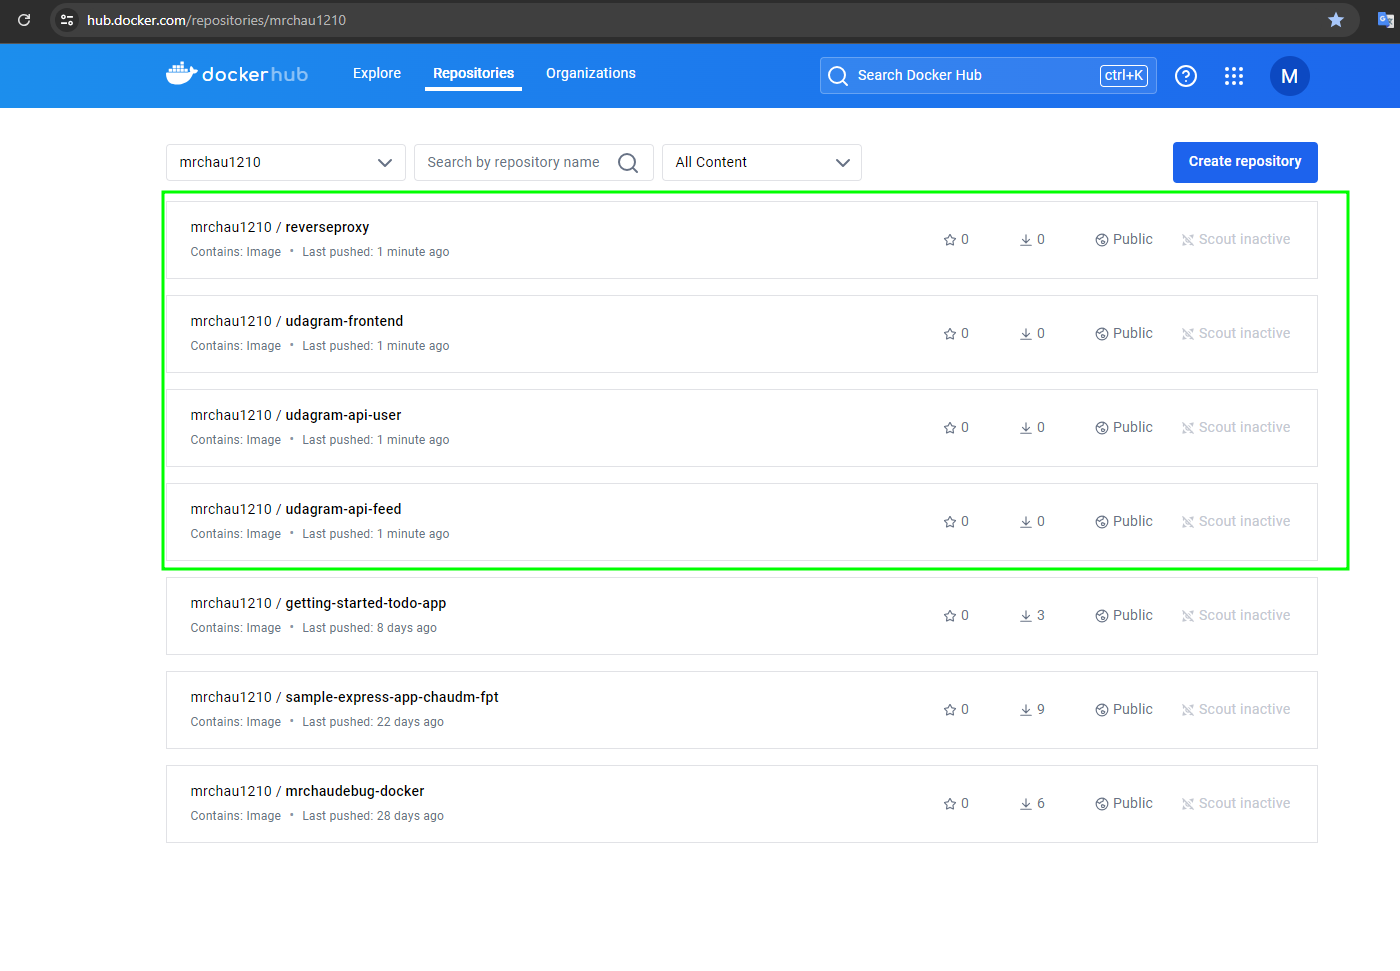 hub.docker.com/repositories/mrchau1210
dockerhub Explore Repositories Organizations Search Docker Hub ctrl+K ? M
mrchau1210 Search by repository name All Content Create repository
mrchau1210 / reverseproxy
Contains: Image • Last pushed: 1 minute ago
0 0 Public Scout inactive
mrchau1210 / udagram-frontend
Contains: Image • Last pushed: 1 minute ago
0 0 Public Scout inactive
mrchau1210 / udagram-api-user
Contains: Image • Last pushed: 1 minute ago
0 0 Public Scout inactive
mrchau1210 / udagram-api-feed
Contains: Image • Last pushed: 1 minute ago
0 0 Public Scout inactive
mrchau1210 / getting-started-todo-app
Contains: Image • Last pushed: 8 days ago
0 3 Public Scout inactive
mrchau1210 / sample-express-app-chaudm-fpt
Contains: Image • Last pushed: 22 days ago
0 9 Public Scout inactive
mrchau1210 / mrchaudebug-docker
Contains: Image • Last pushed: 28 days ago
0 6 Public Scout inactive